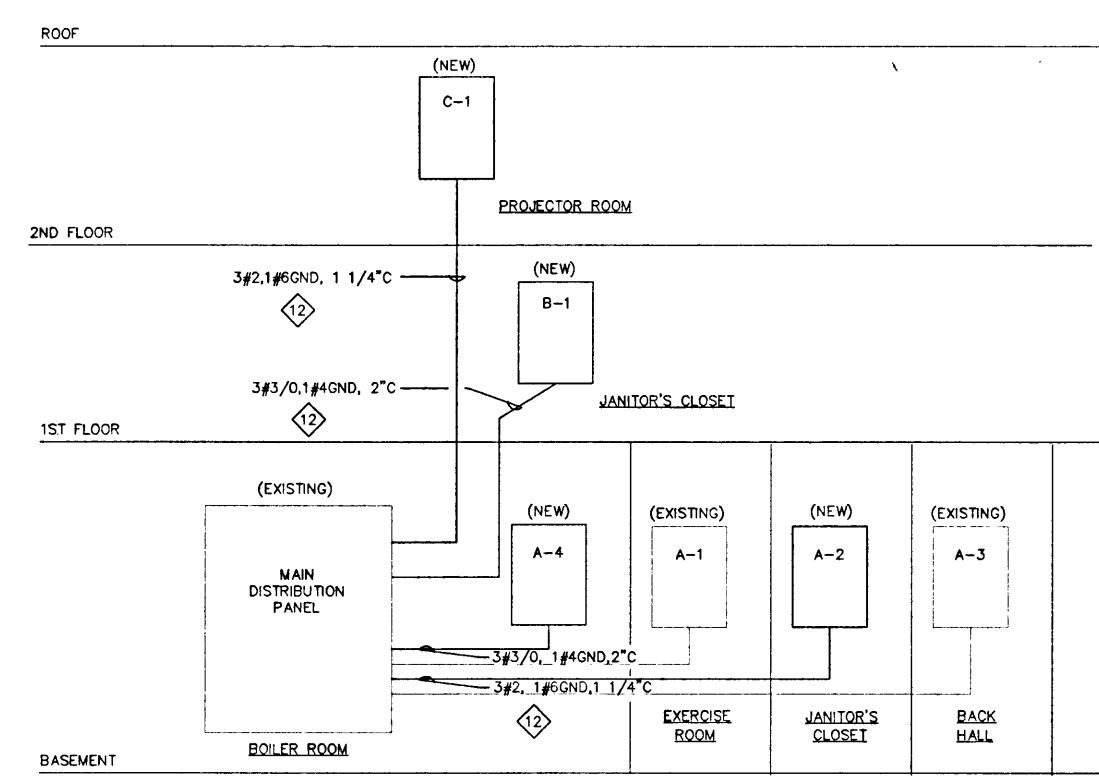 ROOF
(NEW)
C-1
PROJECTOR ROOM
2ND FLOOR
3#2,1#6GND, 1 1/4"C
12
(NEW)
B-1
3#3/0,1#4GND, 2"C
12
JANITOR'S CLOSET
1ST FLOOR
(EXISTING)
MAIN
DISTRIBUTION
PANEL
(NEW)
A-4
(EXISTING)
A-1
(NEW)
A-2
(EXISTING)
A-3
3#3/0, 1#4GND,2"C
3#2, 1#6GND,1 1/4"C
12
BOILER ROOM
EXERCISE
ROOM
JANITOR'S
CLOSET
BACK
HALL
BASEMENT